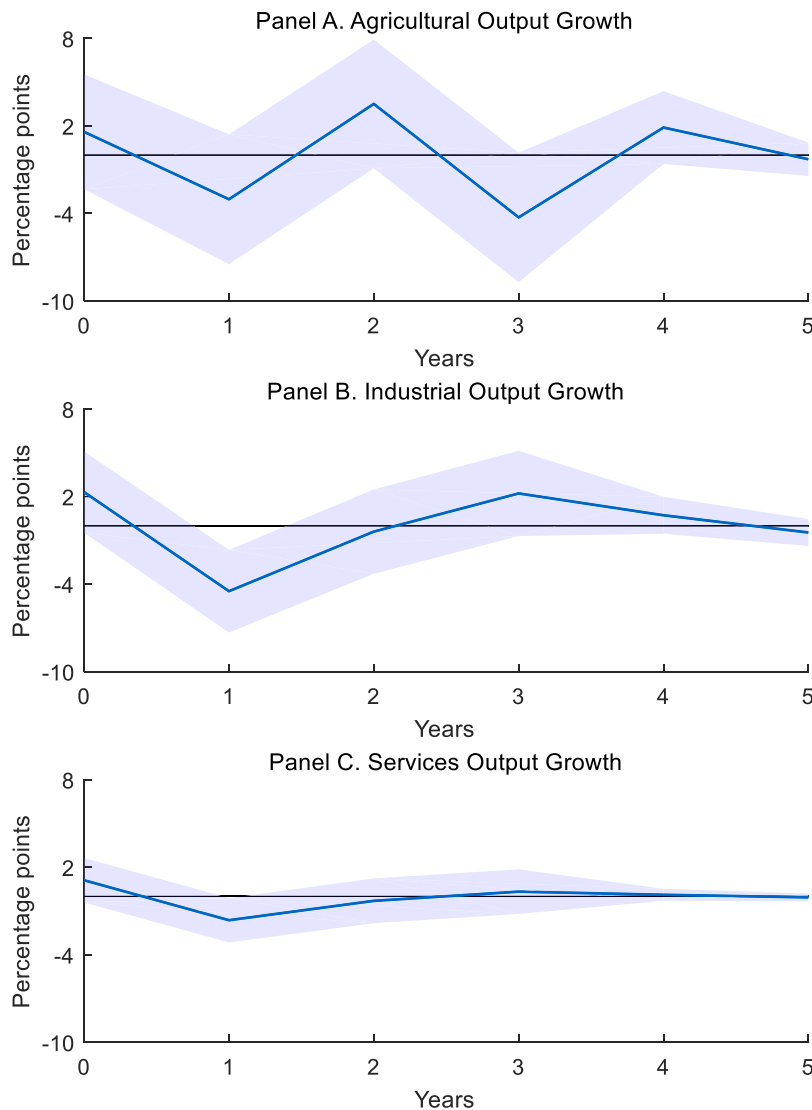 Panel A. Agricultural Output Growth
Percentage points
8
2
-4
-10
0 1 2 3 4 5
Years
Panel B. Industrial Output Growth
Percentage points
8
2
-4
-10
0 1 2 3 4 5
Years
Panel C. Services Output Growth
Percentage points
8
2
-4
-10
0 1 2 3 4 5
Years